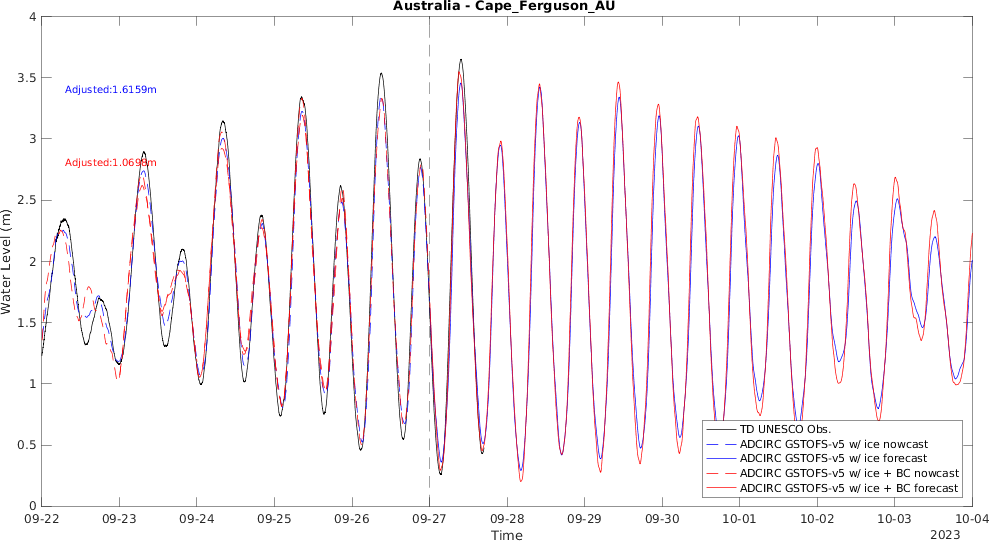 Australia - Cape_Ferguson_AU
4
3.5
3
2.5
2
1.5
1
0.5
0
Water Level (m)
Adjusted:1.6159m
Adjusted:1.0698m
TD UNESCO Obs.
ADCIRC GSTOFS-v5 w/ ice nowcast
ADCIRC GSTOFS-v5 w/ ice forecast
ADCIRC GSTOFS-v5 w/ ice + BC nowcast
ADCIRC GSTOFS-v5 w/ ice + BC forecast
09-22 09-23 09-24 09-25 09-26 09-27 09-28 09-29 09-30 10-01 10-02 10-03 10-04
Time
2023